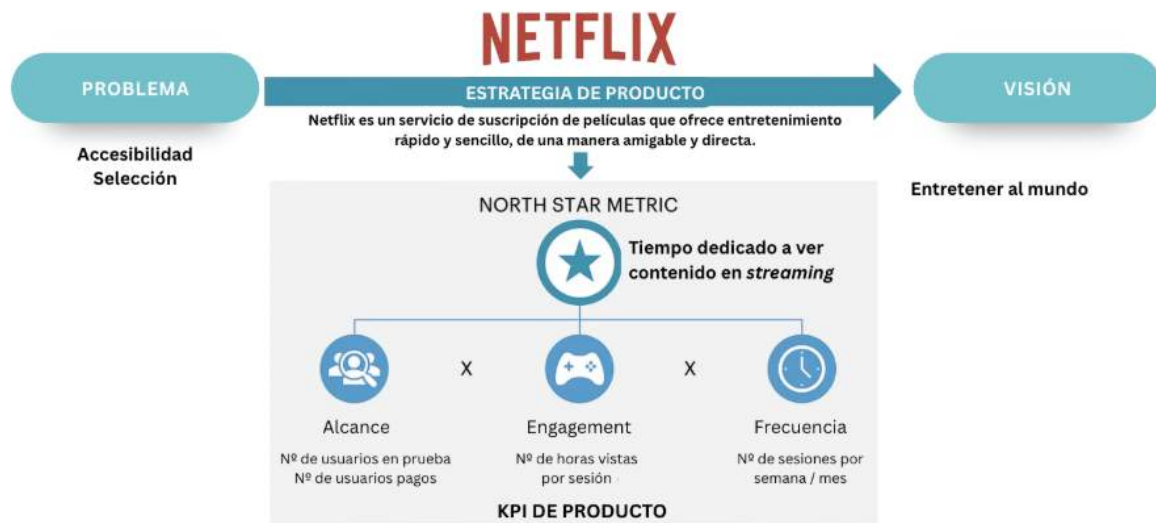 NETFLIX
PROBLEMA
ESTRATEGIA DE PRODUCTO
VISIÓN
Netflix es un servicio de suscripción de películas que ofrece entretenimiento
rápido y sencillo, de una manera amigable y directa.
Accesibilidad
Selección
Entretener al mundo
NORTH STAR METRIC
Tiempo dedicado a ver
contenido en streaming
X
X
Alcance
Engagement
Frecuencia
Nº de usuarios en prueba
Nº de usuarios pagos
Nº de horas vistas
por sesión
Nº de sesiones por
semana / mes
KPI DE PRODUCTO